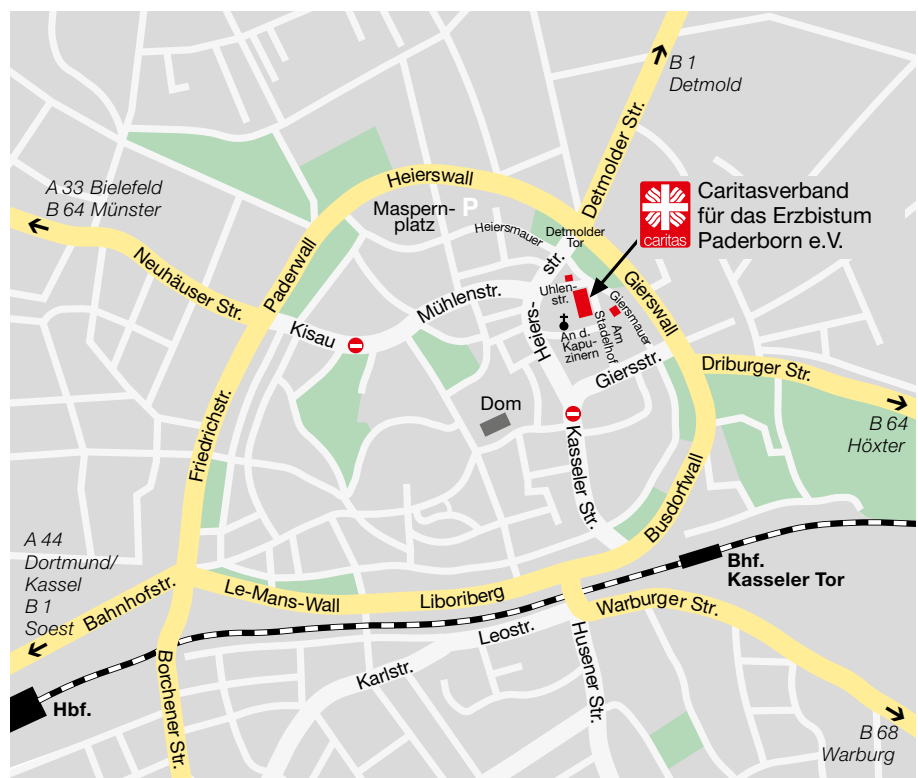 B 1
Detmold
Detmolder Str.
Heierswall
A 33 Bielefeld
B 64 Münster
Maspern-
platz
P
Heiersmauer
Detmolder
Tor
caritas
Caritasverband
für das Erzbistum
Paderborn e.V.
Neuhäuser Str.
Paderwall
Kisau
Mühlenstr.
Heiers-
str.
Uhlen-
str.
An d.
Kapu-
zinern
Am
Stadelhof
Giersmauer
Gierswall
Giersstr.
Driburger Str.
B 64
Höxter
Dom
Friedrichstr.
Kasseler Str.
Busdorfwall
A 44
Dortmund/
Kassel
B 1
Soest
Bahnhofstr.
Le-Mans-Wall
Liboriberg
Bhf.
Kasseler Tor
Warburger Str.
Leostr.
Karlstr.
Husener Str.
Borchener Str.
Hbf.
B 68
Warburg